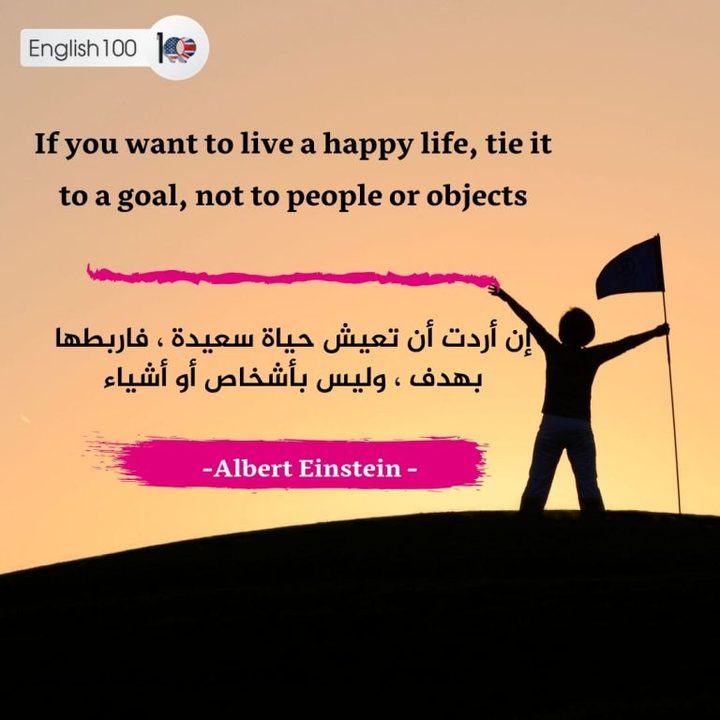 English100
If you want to live a happy life, tie it
to a goal, not to people or objects
إن أردت أن تعيش حياة سعيدة ، فاربطها
بهدف ، وليس بأشخاص أو أشياء
-Albert Einstein -